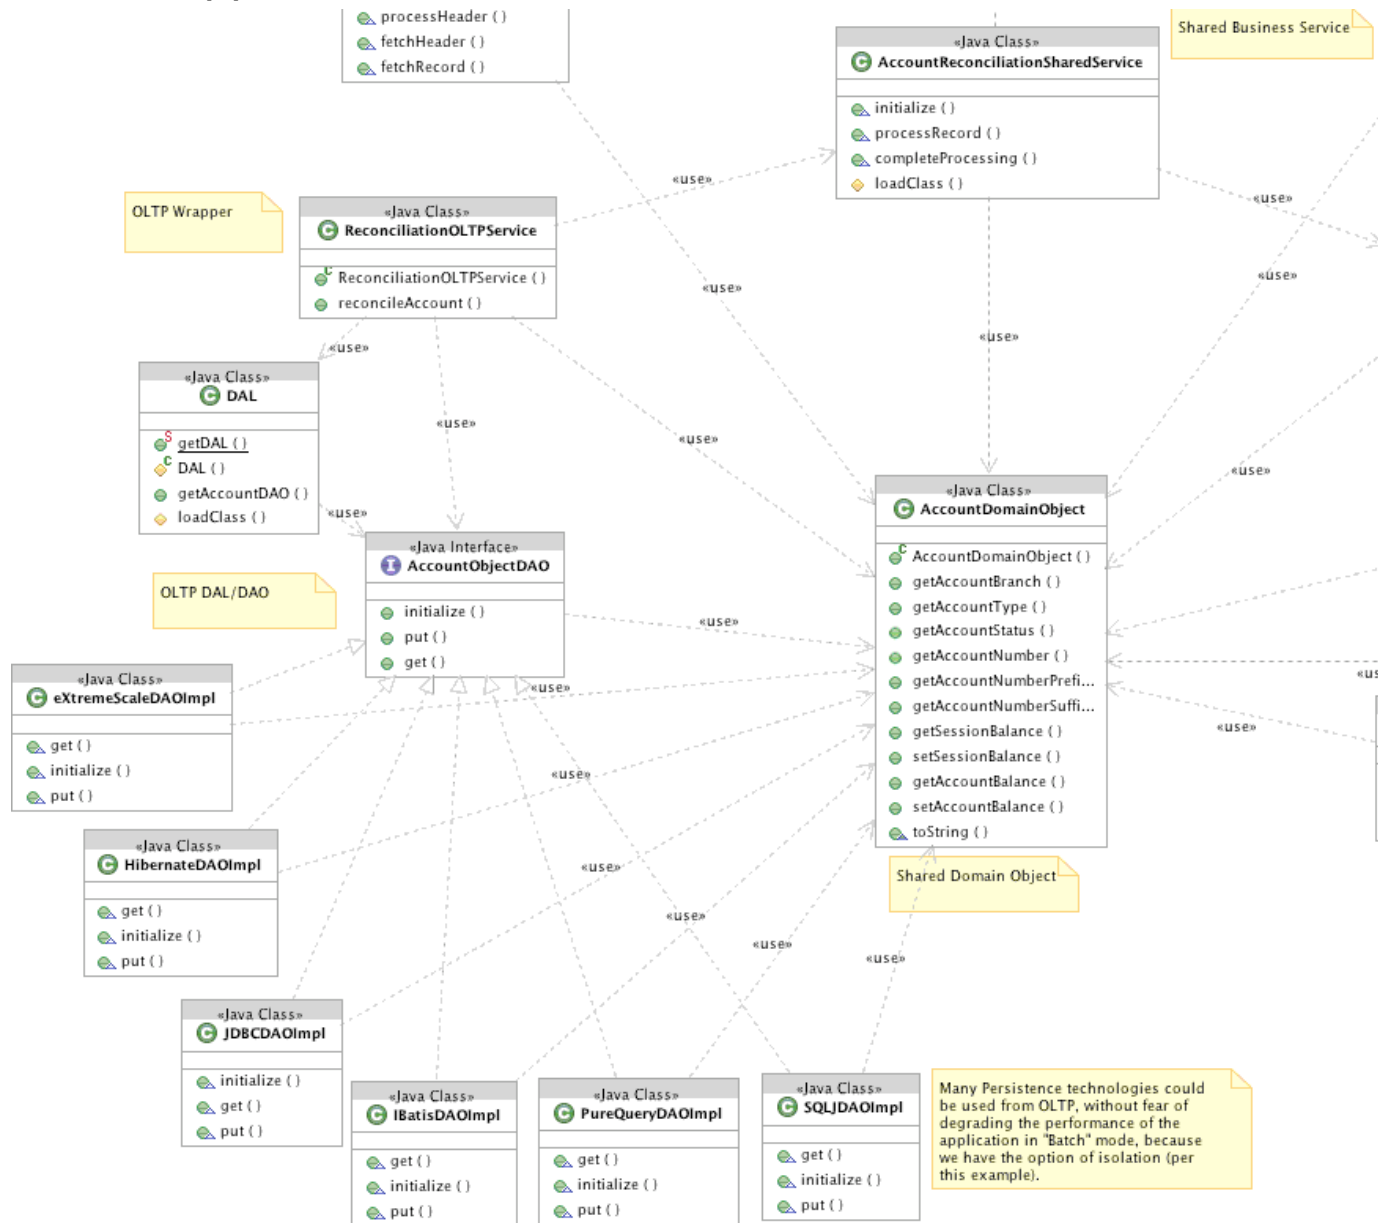 processHeader ( )
fetchHeader ( )
fetchRecord ( )
«Java Class»
AccountReconciliationSharedService
initialize ( )
processRecord ( )
completeProcessing ( )
loadClass ( )
Shared Business Service
«use»
«use»
OLTP Wrapper
«Java Class»
ReconciliationOLTPService
ReconciliationOLTPService ( )
reconcileAccount ( )
«use»
«use»
«use»
«use»
«Java Class»
DAL
getDAL ( )
DAL ( )
getAccountDAO ( )
loadClass ( )
«use»
«use»
«use»
«use»
«Java Interface»
AccountObjectDAO
initialize ( )
put ( )
get ( )
OLTP DAL/DAO
«Java Class»
AccountDomainObject
AccountDomainObject ( )
getAccountBranch ( )
getAccountType ( )
getAccountStatus ( )
getAccountNumber ( )
getAccountNumberPrefi...
getAccountNumberSuffi...
getSessionBalance ( )
setSessionBalance ( )
getAccountBalance ( )
setAccountBalance ( )
toString ( )
Shared Domain Object
«use»
«use»
«us
«use»
«use»
«Java Class»
eXtremeScaleDAOImpl
get ( )
initialize ( )
put ( )
«Java Class»
HibernateDAOImpl
get ( )
initialize ( )
put ( )
«use»
«use»
«use»
«use»
«Java Class»
JDBCDAOImpl
initialize ( )
get ( )
put ( )
«Java Class»
IBatisDAOImpl
get ( )
initialize ( )
put ( )
«Java Class»
PureQueryDAOImpl
get ( )
initialize ( )
put ( )
«Java Class»
SQLJDAOImpl
get ( )
initialize ( )
put ( )
Many Persistence technologies could
be used from OLTP, without fear of
degrading the performance of the
application in "Batch" mode, because
we have the option of isolation (per
this example).